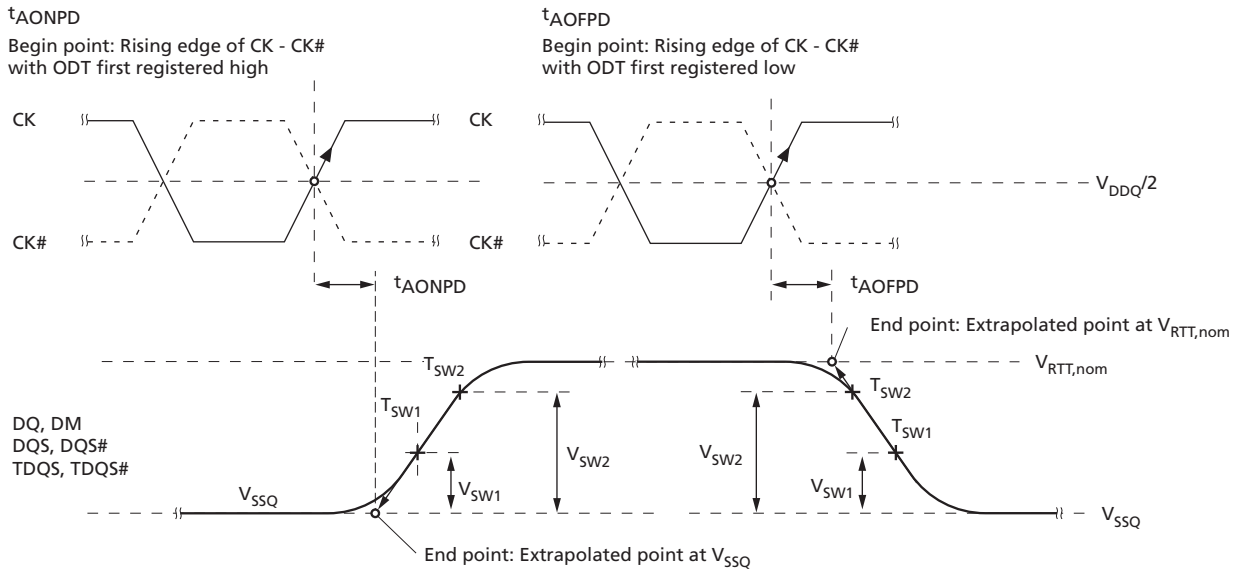 tAONPD
Begin point: Rising edge of CK - CK#
with ODT first registered high
tAOFPD
Begin point: Rising edge of CK - CK#
with ODT first registered low
CK
CK
VDDQ/2
CK#
CK#
tAONPD
tAOFPD
End point: Extrapolated point at VRTT,nom
TSW2
VRTT,nom
TSW2
TSW1
TSW1
DQ, DM
DQS, DQS#
TDQS, TDQS#
VSW2
VSW2
VSW1
VSW1
VSSQ
VSSQ
End point: Extrapolated point at VSSQ